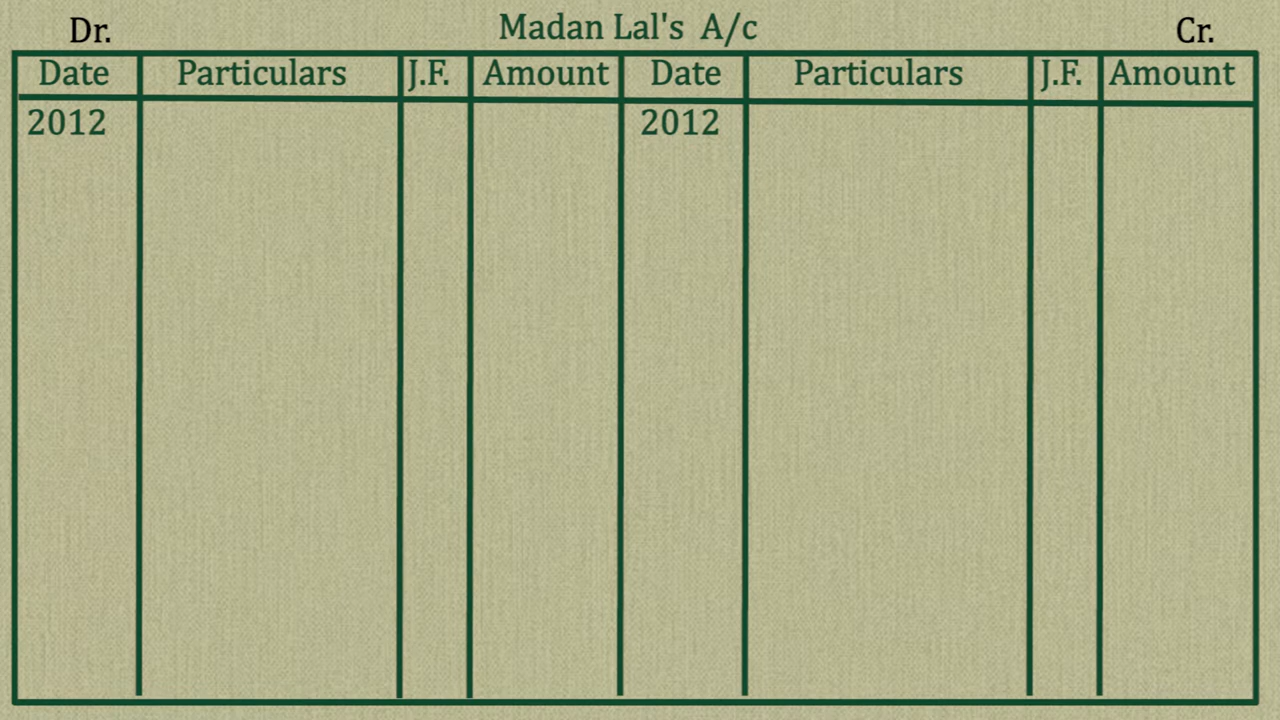 Dr. Madan Lal's A/c Cr.
Date Particulars J.F. Amount Date Particulars J.F. Amount
2012 2012